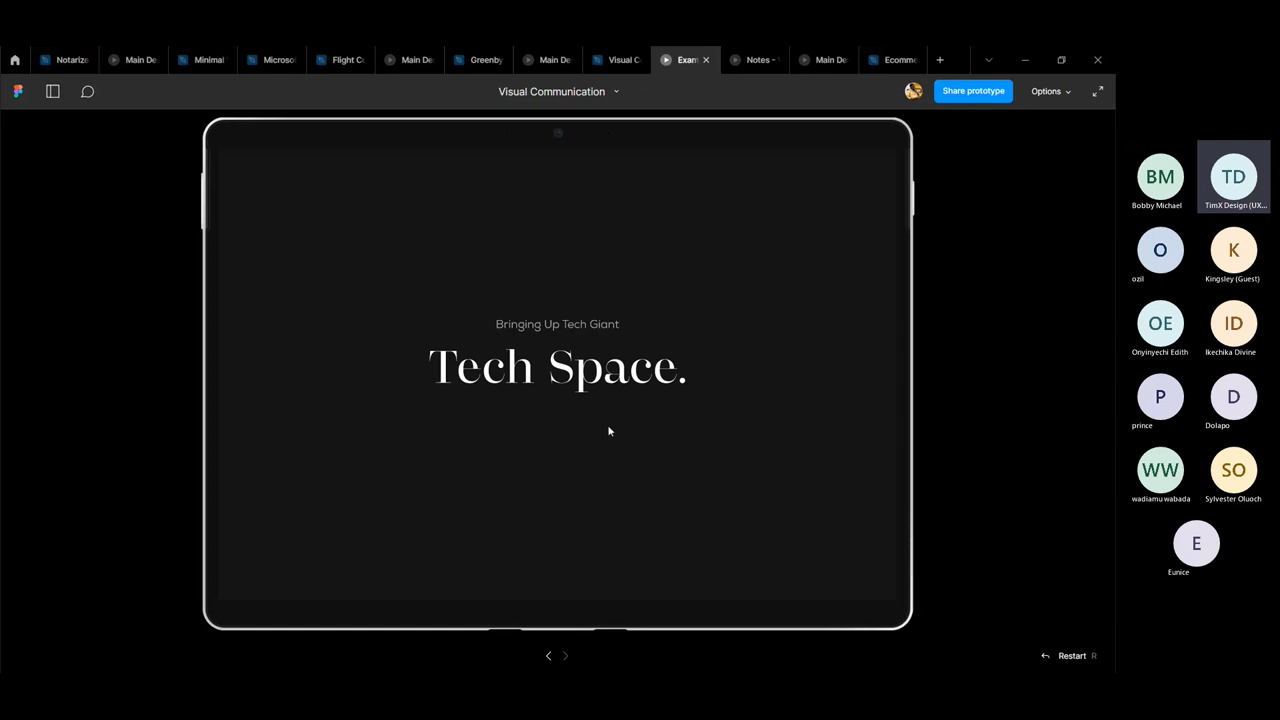 Notarize
Main De
Minimal
Microso
Flight C
Main De
Greenby
Main De
Visual C
Exam
Notes -
Main De
Ecomm
Visual Communication
Share prototype
Options
Bringing Up Tech Giant
Tech Space.
Restart R
BM
Bobby Michael
TD
TimX Design (UX...
O
ozil
K
Kingsley (Guest)
OE
Onyinyechi Edith
ID
Ikechika Divine
P
prince
D
Dolapo
WW
wadiamu wabada
SO
Sylvester Oluoch
E
Eunice